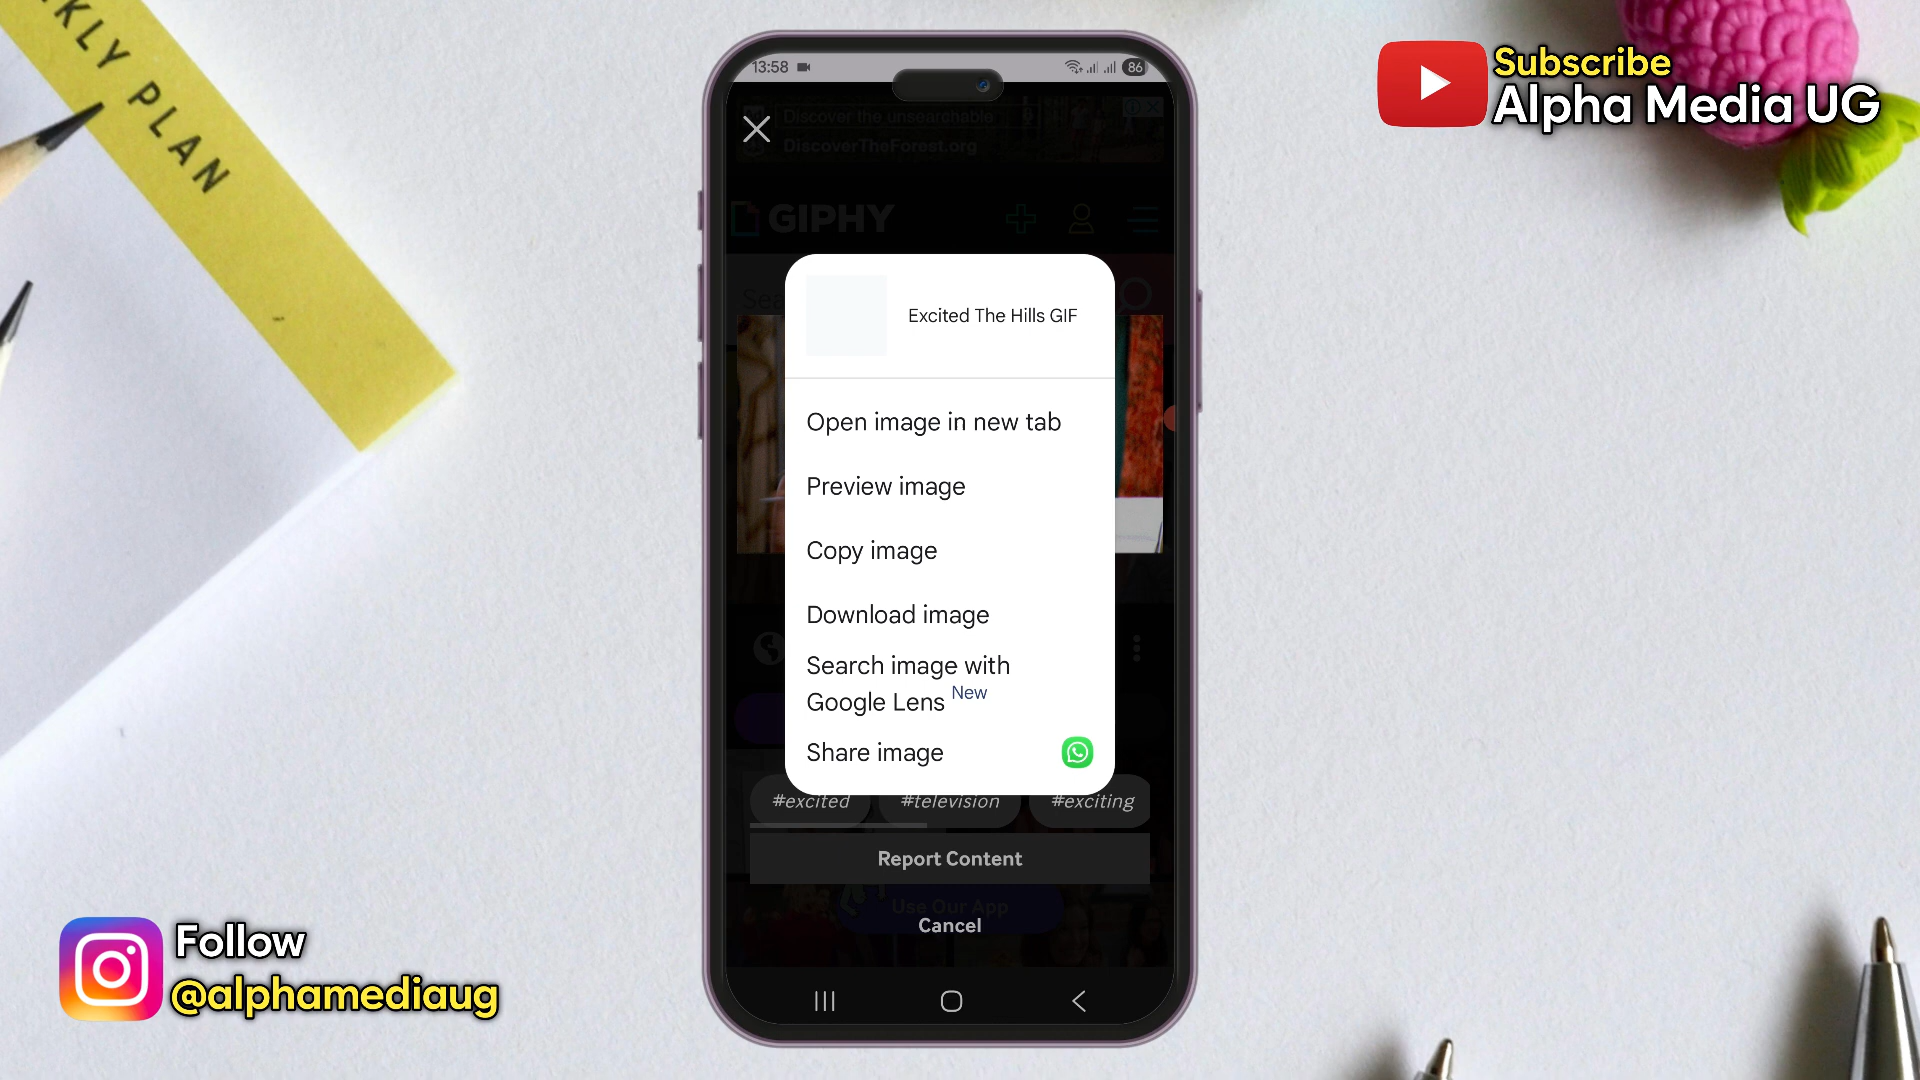 KLY PLAN
Subscribe
Alpha Media UG
13:58
86
Discover the unsearchable
DiscoverTheForest.org
GIPHY
Sea
Excited The Hills GIF
Open image in new tab
Preview image
Copy image
Download image
Search image with
Google Lens New
Share image
#excited #television #exciting
Report Content
Use Our App
Cancel
Follow
@alphamediaug